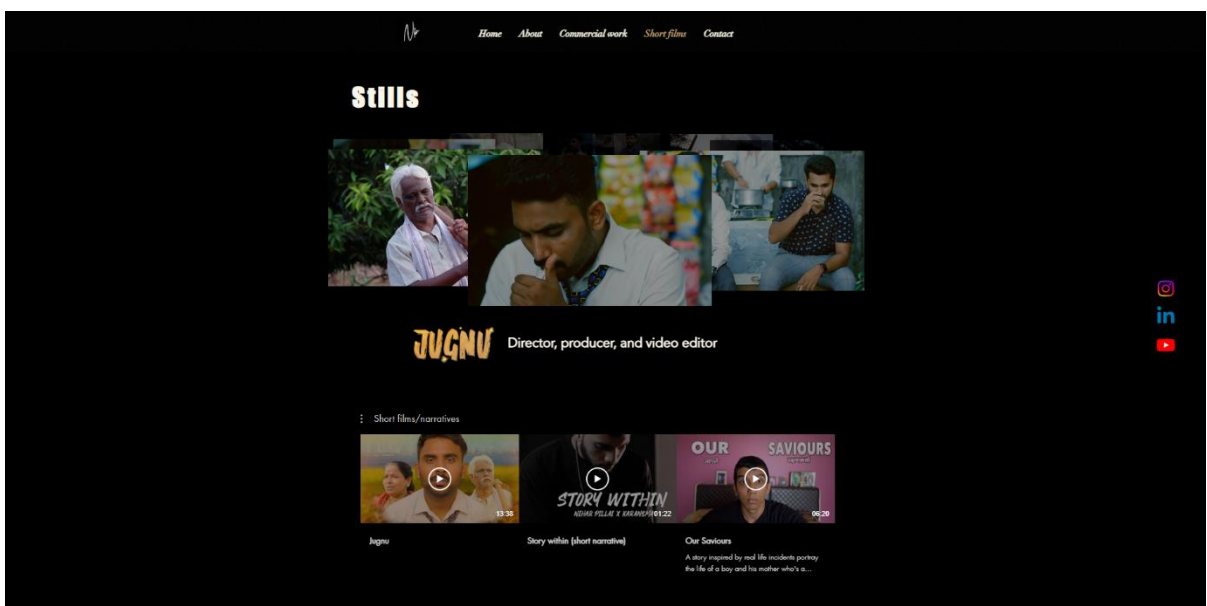 Home About Commercial work Short films Contact
Stills
JUGNU Director, producer, and video editor
Short films/narratives
OUR SAVIOURS
STORY WITHIN
NIHAR PILLAI X
13:38
01:22
06:20
Jugnu
Story within (short narrative)
Our Saviours
A story inspired by real life incidents portray
the life of a boy and his mother who's a...